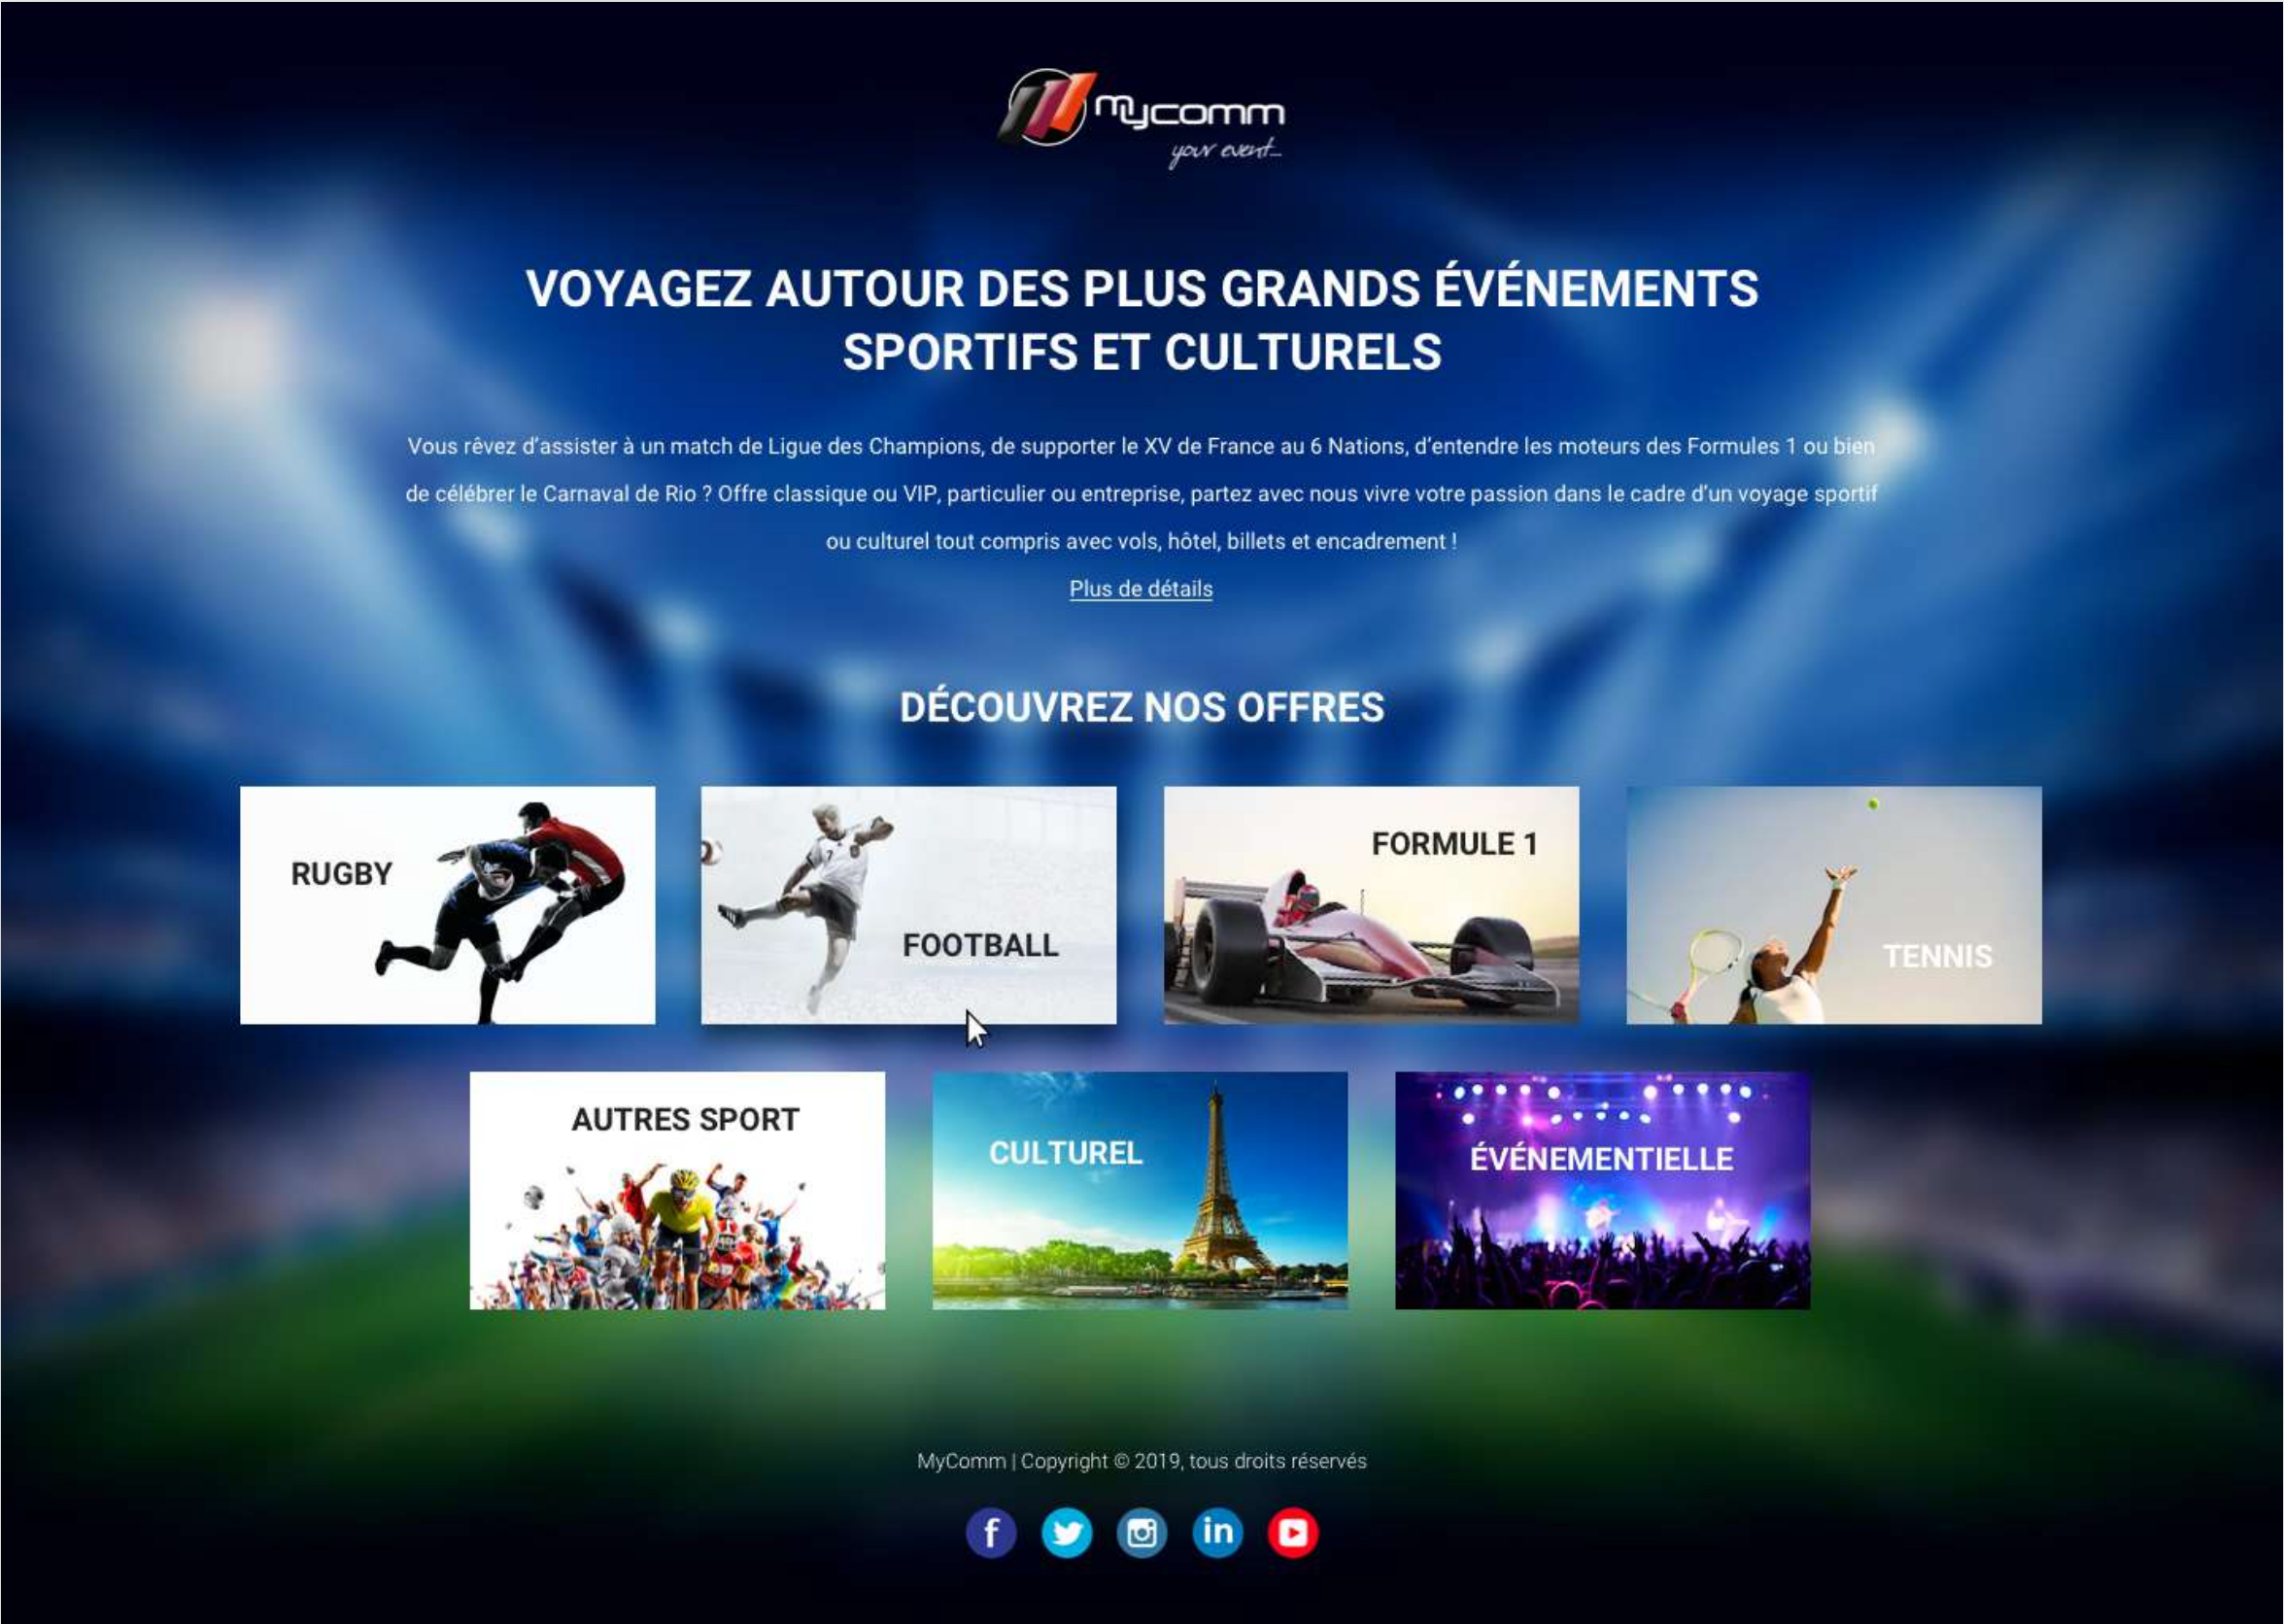 mycomm
your event...
VOYAGEZ AUTOUR DES PLUS GRANDS ÉVÉNEMENTS
SPORTIFS ET CULTURELS
Vous rêvez d'assister à un match de Ligue des Champions, de supporter le XV de France au 6 Nations, d'entendre les moteurs des Formules 1 ou bien
de célébrer le Carnaval de Rio ? Offre classique ou VIP, particulier ou entreprise, partez avec nous vivre votre passion dans le cadre d'un voyage sportif
ou culturel tout compris avec vols, hôtel, billets et encadrement !
Plus de détails
DÉCOUVREZ NOS OFFRES
RUGBY
FOOTBALL
FORMULE 1
TENNIS
AUTRES SPORT
CULTUREL
ÉVÉNEMENTIELLE
MyComm | Copyright © 2019, tous droits réservés